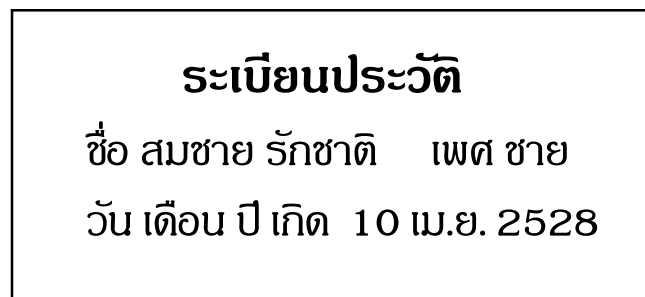 ระเบียนประวัติ
ชื่อ สมชาย รักชาติ เพศ ชาย
วัน เดือน ปี เกิด 10 เม.ย. 2528